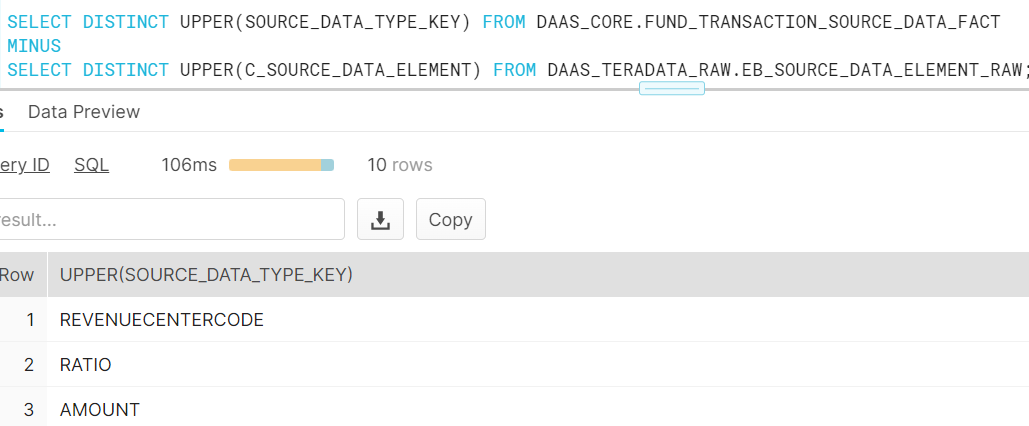 SELECT DISTINCT UPPER(SOURCE_DATA_TYPE_KEY) FROM DAAS_CORE.FUND_TRANSACTION_SOURCE_DATA_FACT
MINUS
SELECT DISTINCT UPPER(C_SOURCE_DATA_ELEMENT) FROM DAAS_TERADATA_RAW.EB_SOURCE_DATA_ELEMENT_RAW;
s Data Preview
ery ID SQL 106ms 10 rows
result... Copy
Row UPPER(SOURCE_DATA_TYPE_KEY)
1 REVENUECENTERCODE
2 RATIO
3 AMOUNT